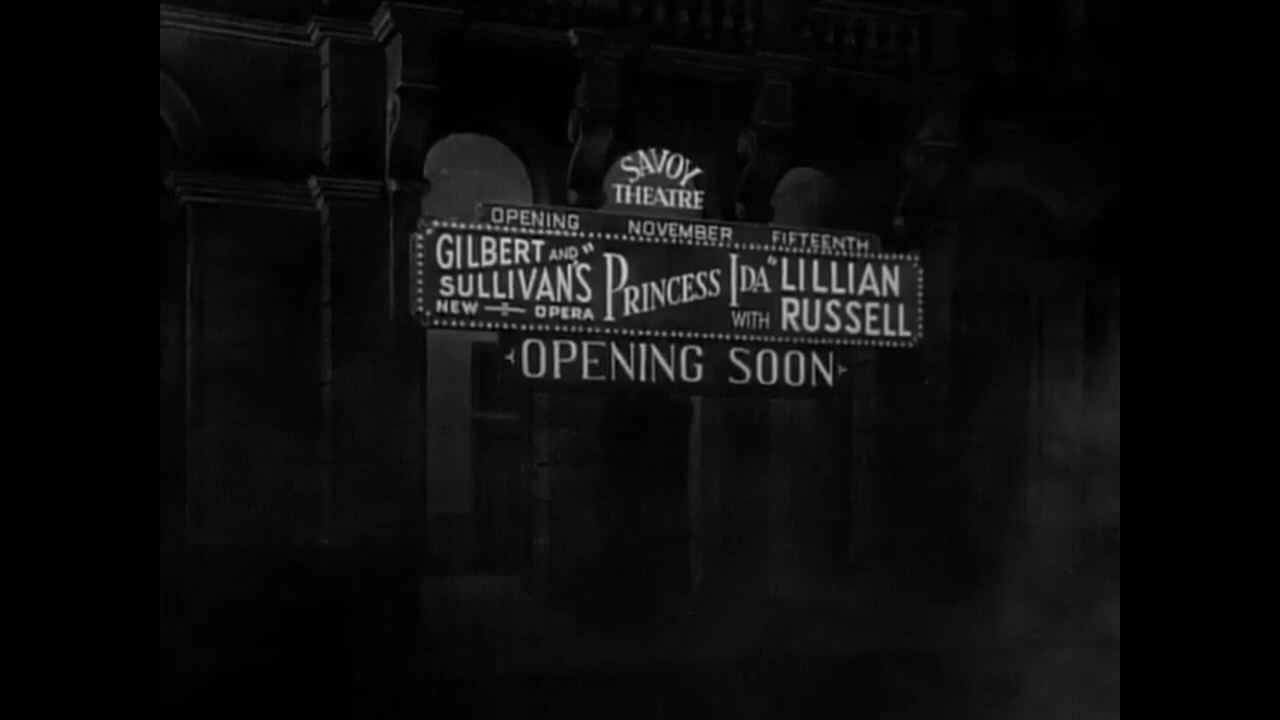 SAVOY
THEATRE
OPENING NOVEMBER FIFTEENTH
GILBERT AND
SULLIVAN'S
NEW OPERA
"PRINCESS IDA"
WITH
LILLIAN
RUSSELL
OPENING SOON